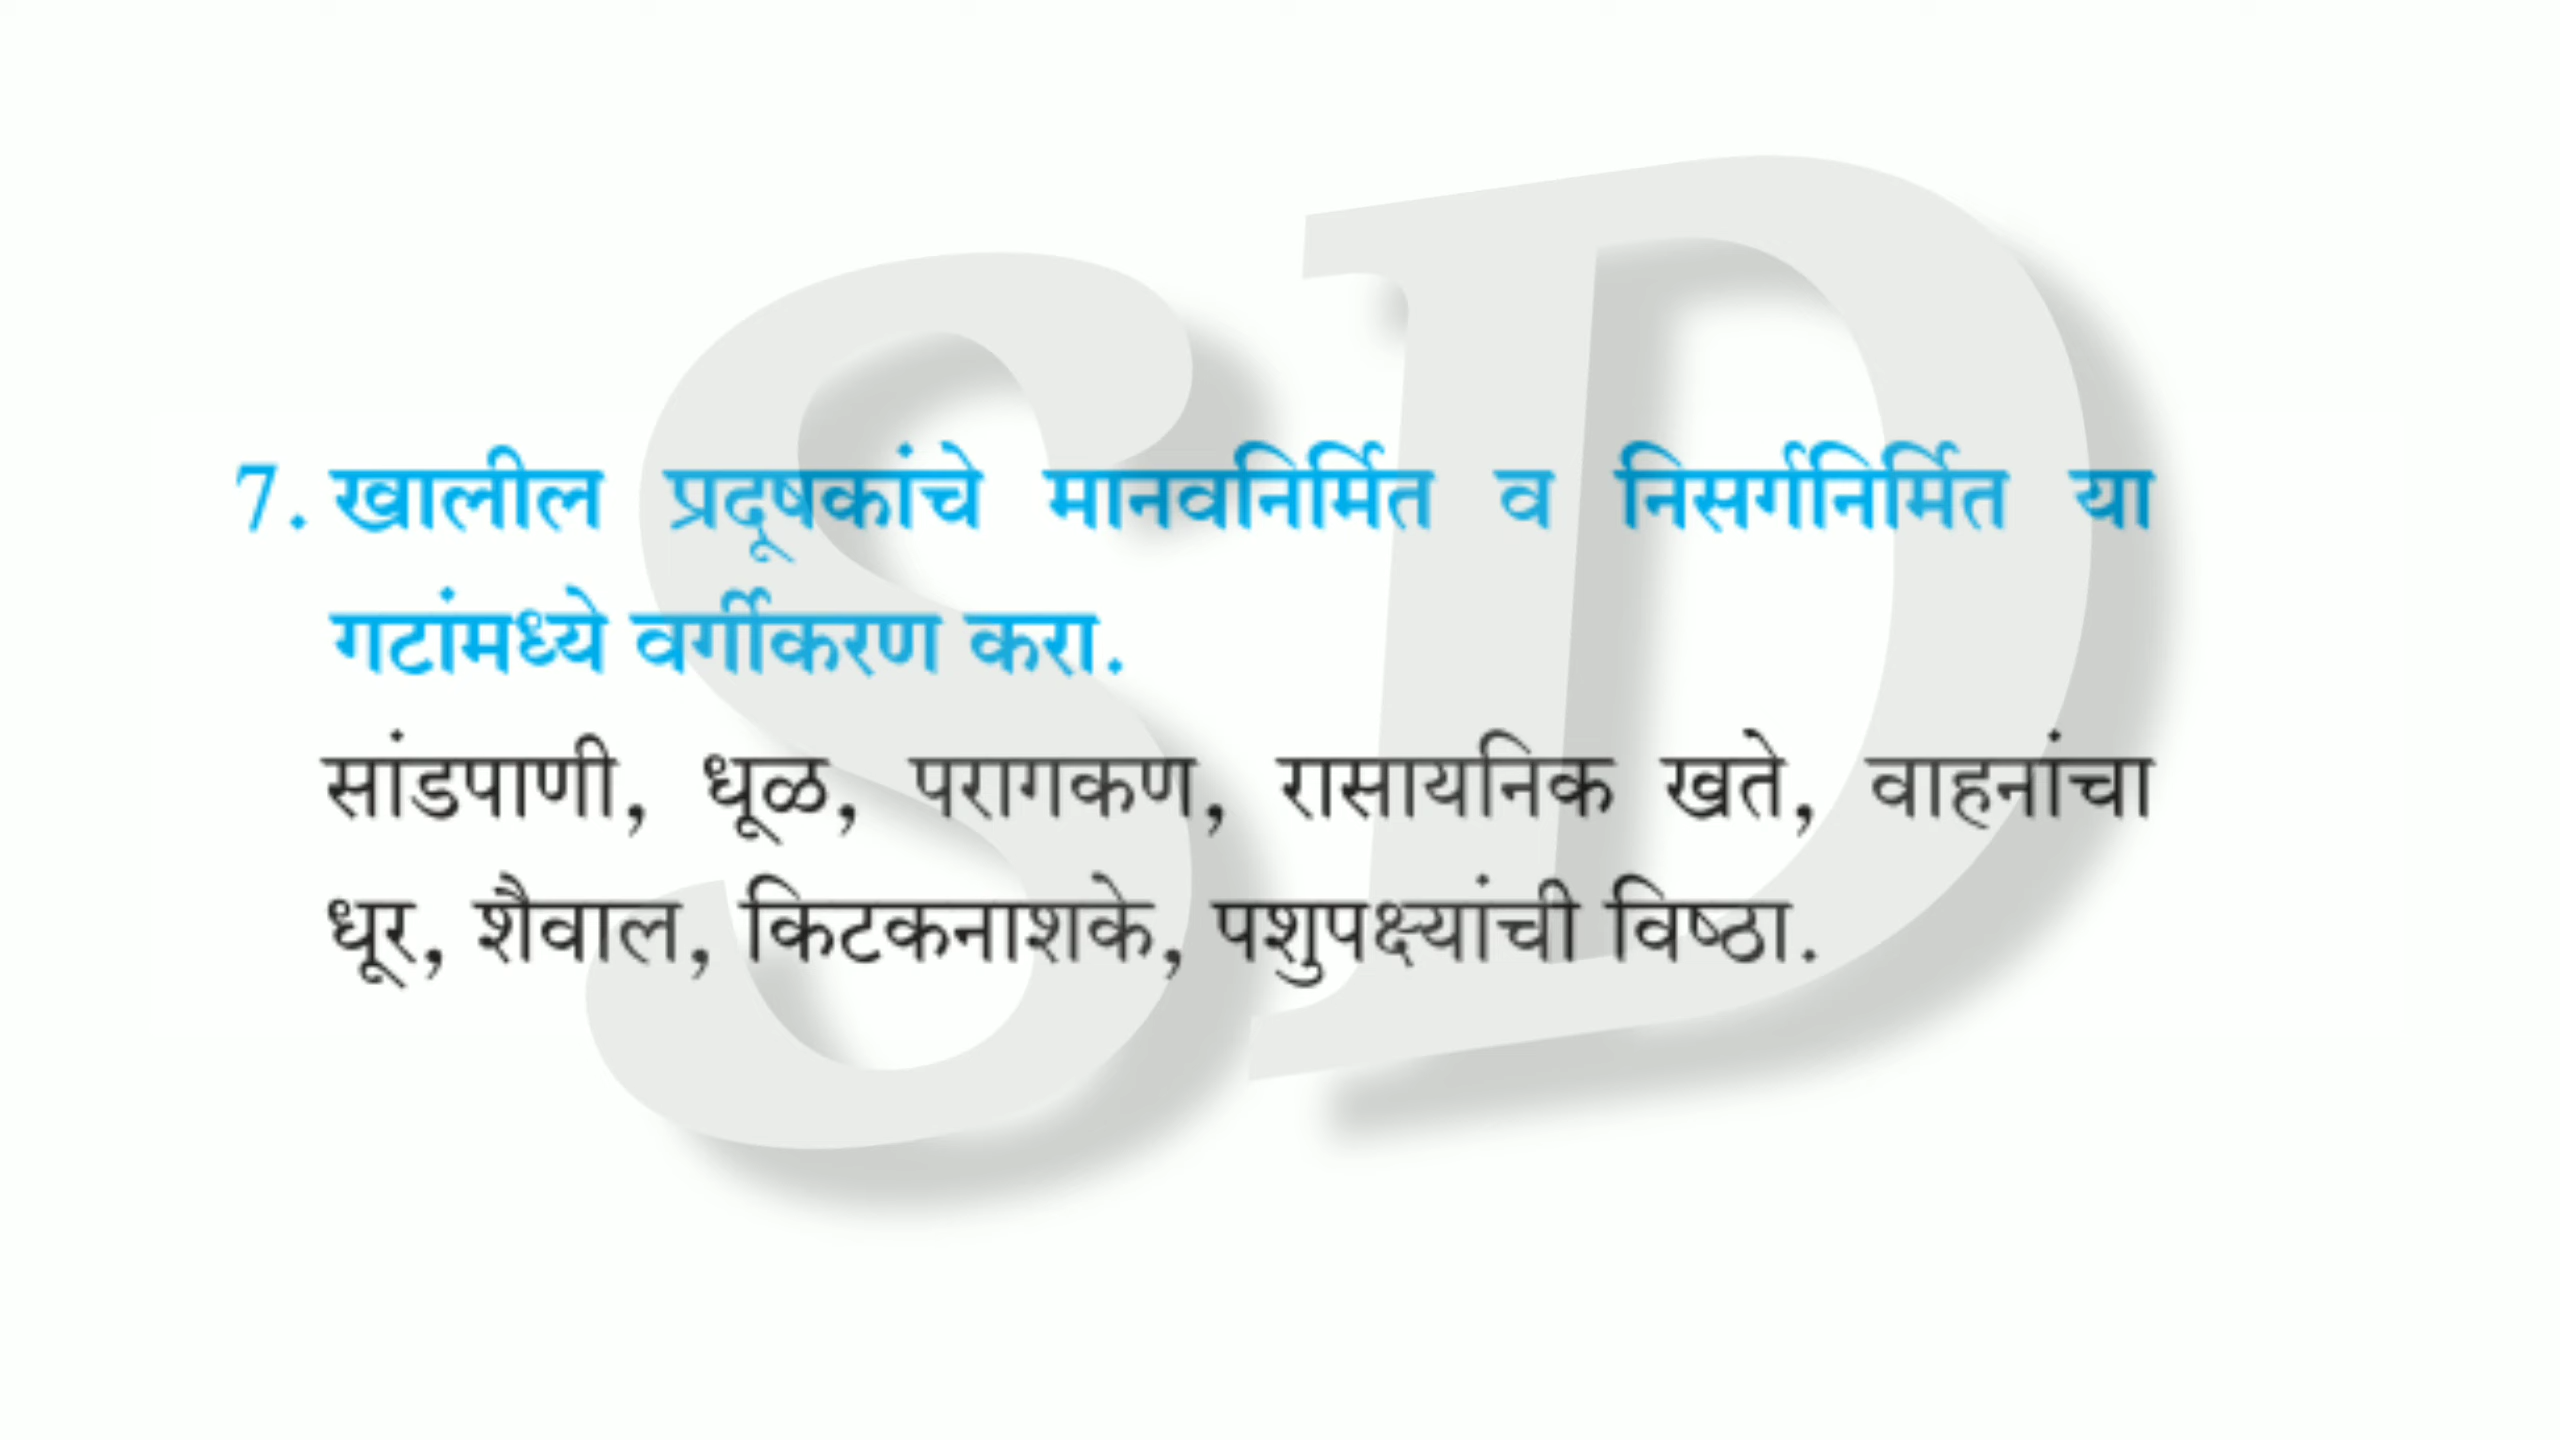 SD
7. खालील प्रदूषकांचे मानवनिर्मित व निसर्गनिर्मित या
गटांमध्ये वर्गीकरण करा.
सांडपाणी, धूळ, परागकण, रासायनिक खते, वाहनांचा
धूर, शैवाल, किटकनाशके, पशुपक्ष्यांची विष्ठा.